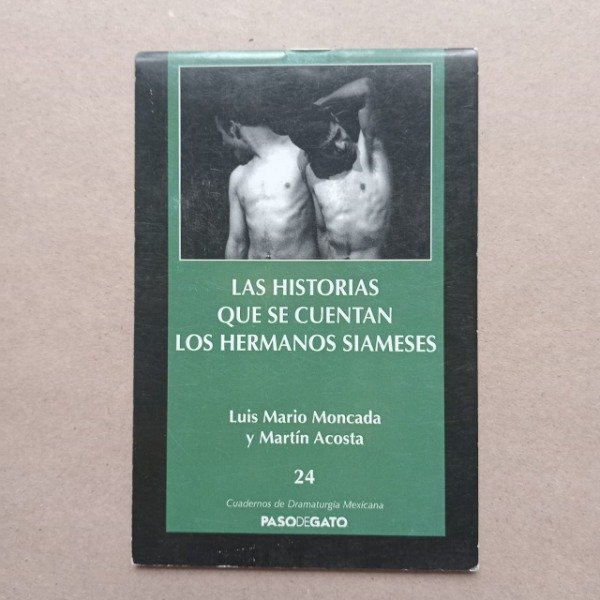 LAS HISTORIAS
QUE SE CUENTAN
LOS HERMANOS SIAMESES
Luis Mario Moncada
y Martín Acosta
24
Cuadernos de Dramaturgia Mexicana
PASODEGATO